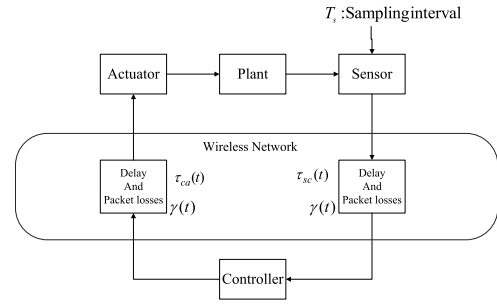 T_s :Samplinginterval
Actuator
Plant
Sensor
Wireless Network
Delay
And
Packet losses
τ_ca(t)
γ(t)
τ_sc(t)
γ(t)
Delay
And
Packet losses
Controller